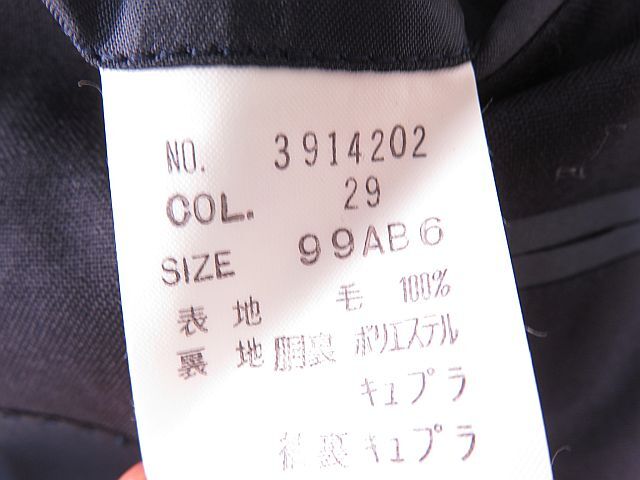 NO. 3914202
COL. 29
SIZE 99AB6
表地 毛 100%
裏地 胴裏 ポリエステル
キュプラ
袖裏 キュプラ